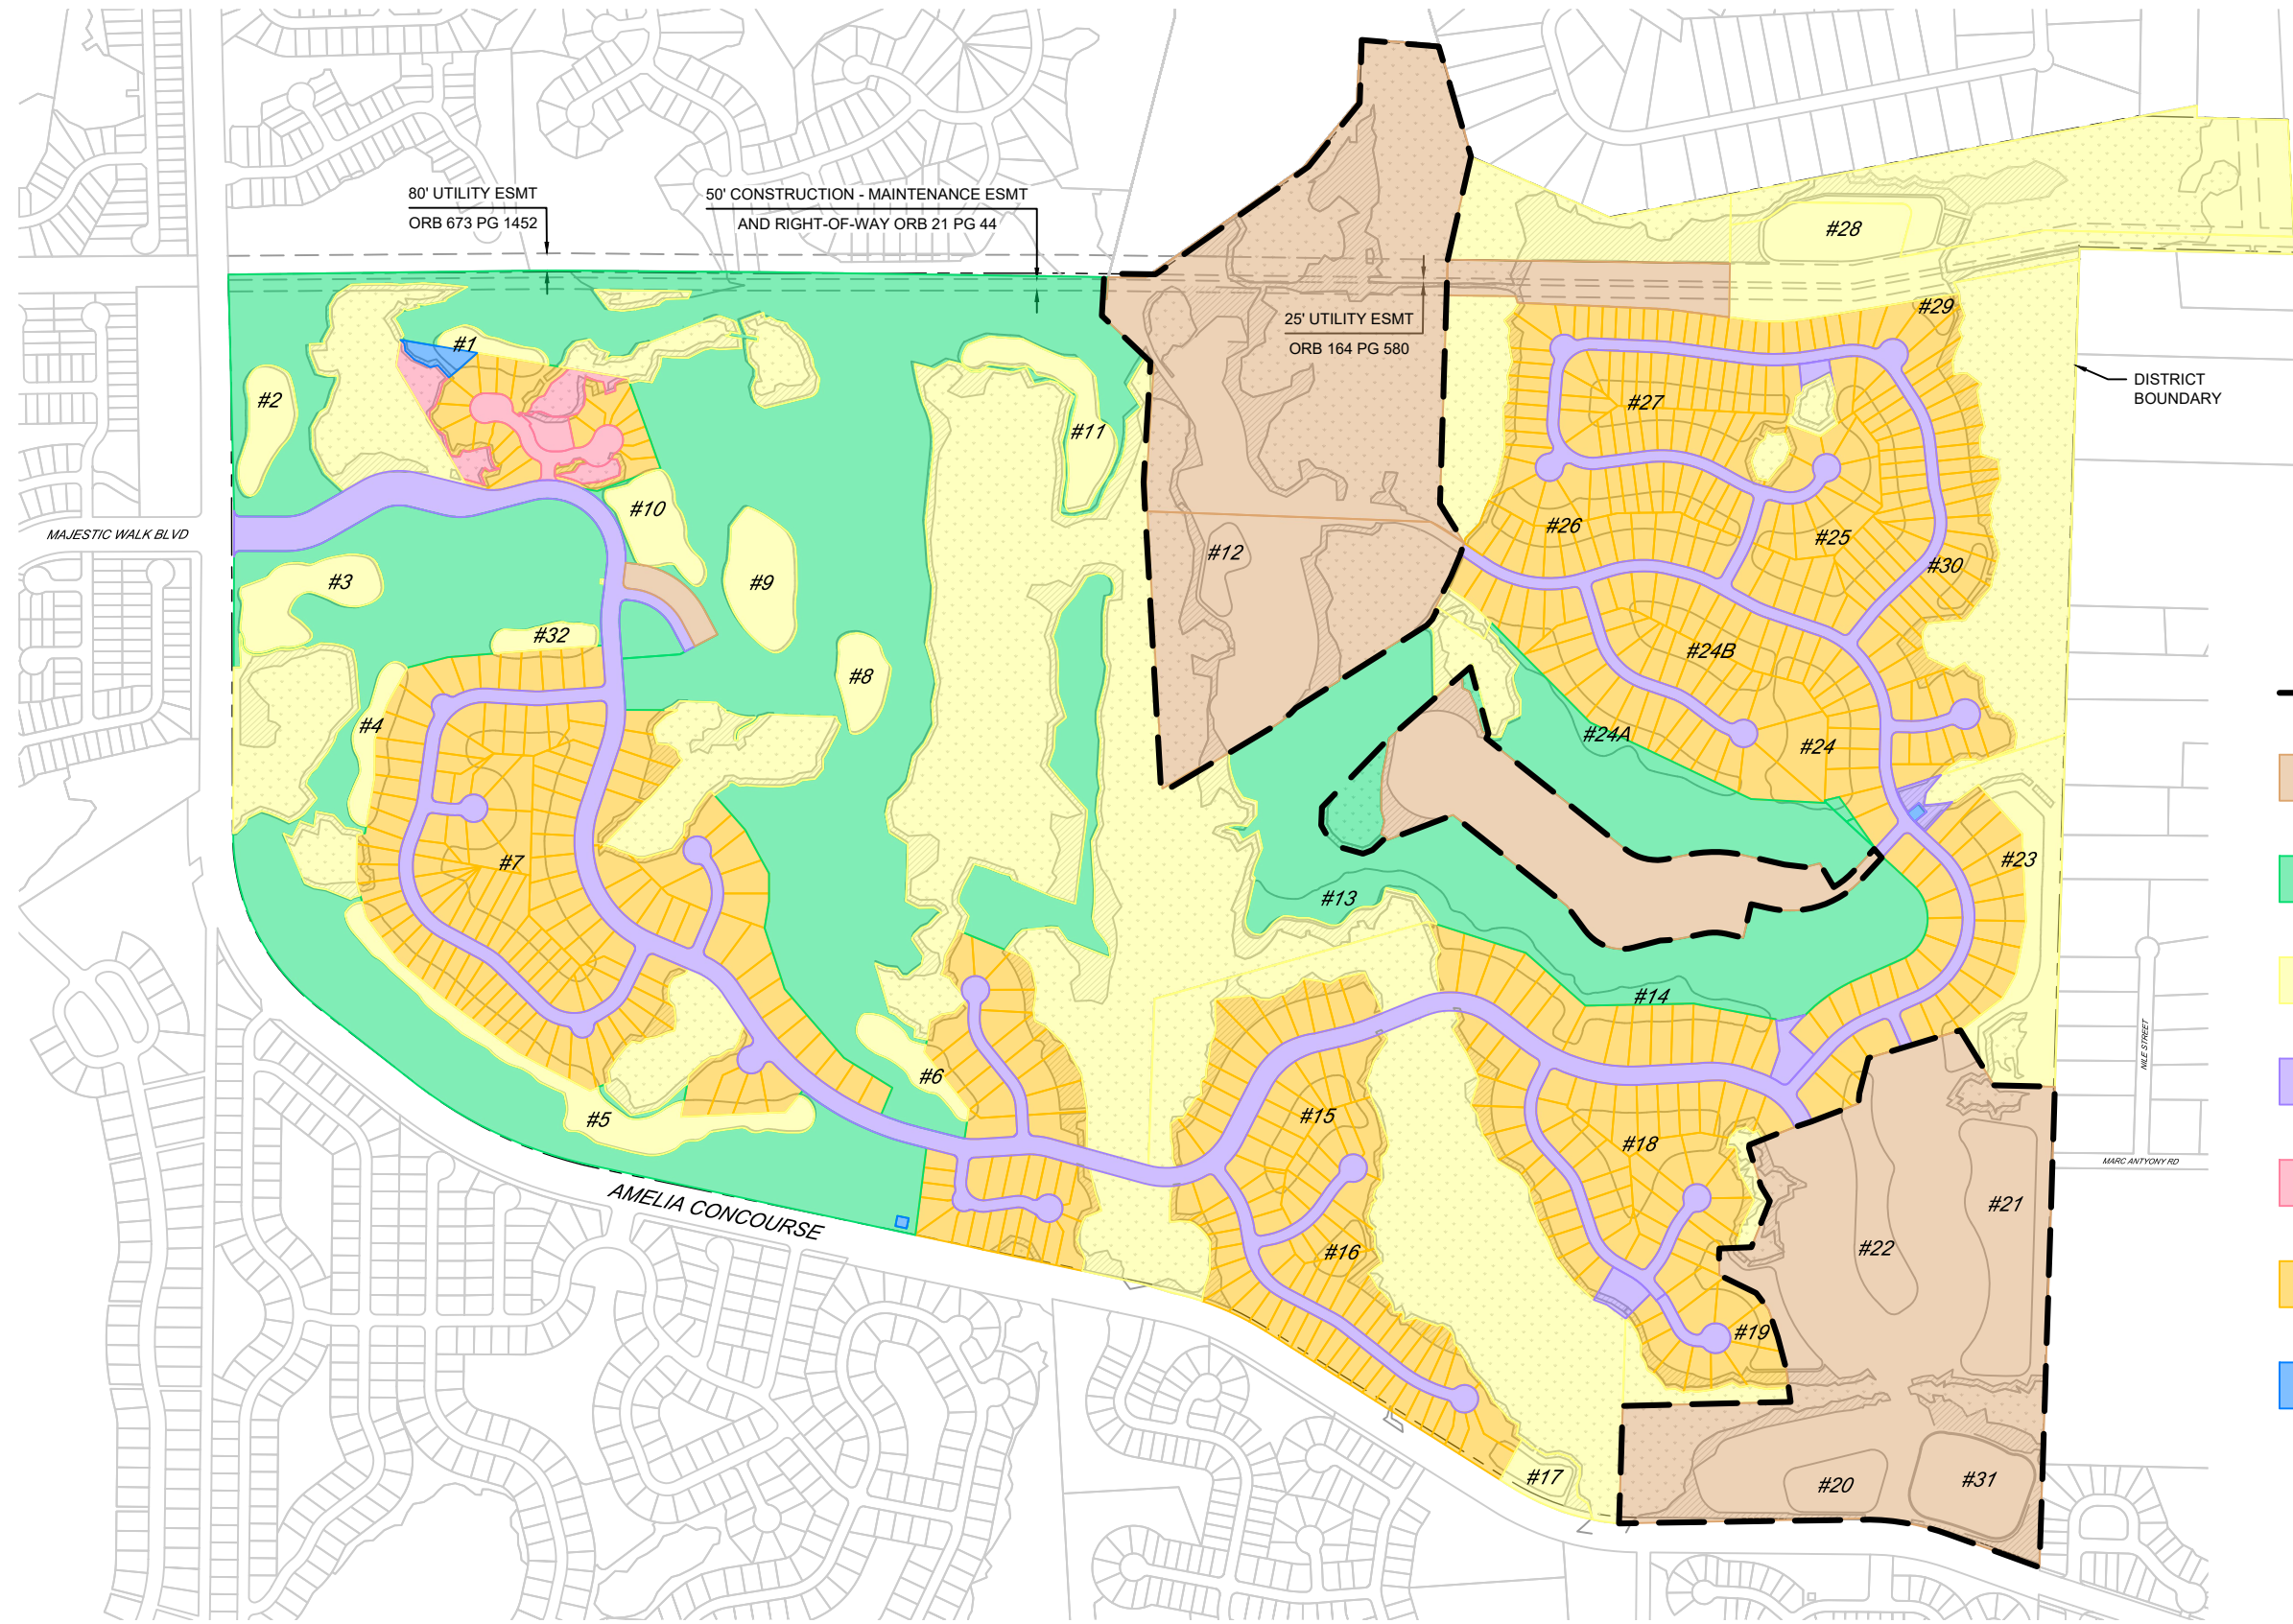 80' UTILITY ESMT
ORB 673 PG 1452
50' CONSTRUCTION - MAINTENANCE ESMT
AND RIGHT-OF-WAY ORB 21 PG 44
25' UTILITY ESMT
ORB 164 PG 580
DISTRICT
BOUNDARY
MAJESTIC WALK BLVD
AMELIA CONCOURSE
NILE STREET
MARC ANTYONY RD
#1
#2
#3
#4
#5
#6
#7
#8
#9
#10
#11
#12
#13
#14
#15
#16
#17
#18
#19
#20
#21
#22
#23
#24
#24A
#24B
#25
#26
#27
#28
#29
#30
#31
#32